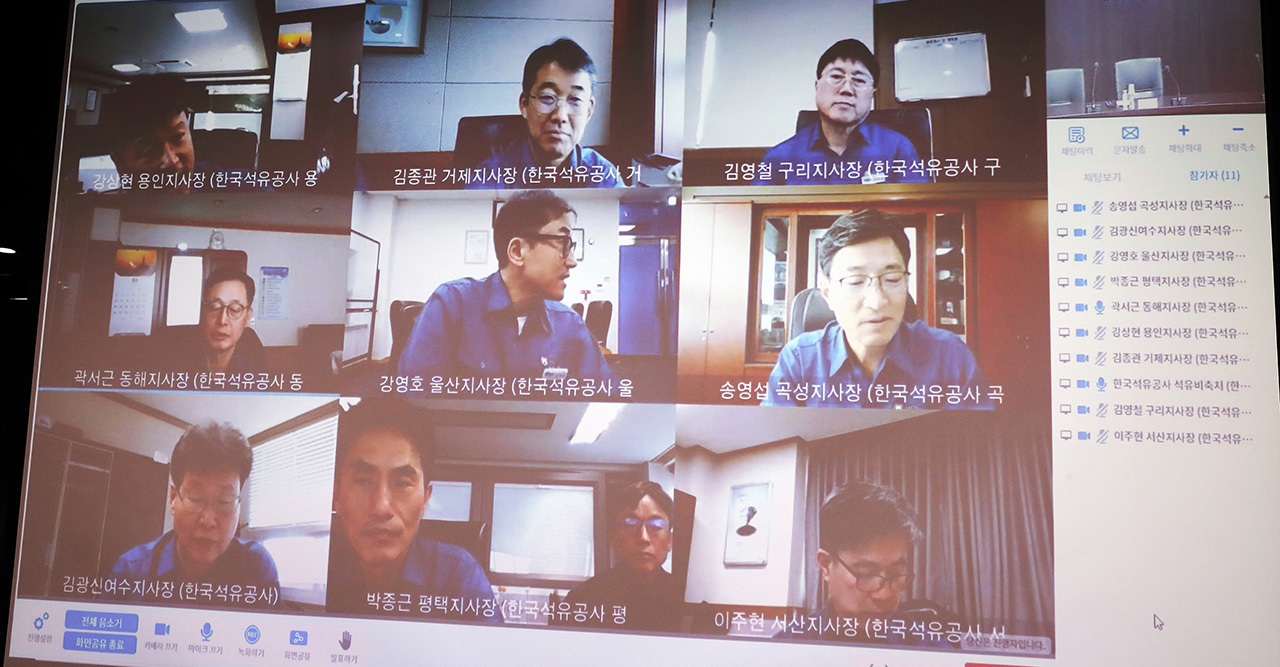 강상현 용인지사장 (한국석유공사 용
김종관 거제지사장 (한국석유공사 거
김영철 구리지사장 (한국석유공사 구
곽서근 동해지사장 (한국석유공사 동
강영호 울산지사장 (한국석유공사 울
송영섭 곡성지사장 (한국석유공사 곡
김광신여수지사장 (한국석유공사)
박종근 평택지사장 (한국석유공사 평
이주현 서산지사장 (한국석유공사 서
당신은 진행자입니다.
진행설정
전체 음소거
화면공유 종료
카메라 끄기
마이크 끄기
REC
녹화하기
화면공유
발표하기
채팅이력
문자발송
채팅확대
채팅축소
채팅보기
참가자 (11)
송영섭 곡성지사장 (한국석유…
김광신여수지사장 (한국석유…
강영호 울산지사장 (한국석유…
박종근 평택지사장 (한국석유…
곽서근 동해지사장 (한국석유…
강상현 용인지사장 (한국석유…
김종관 거제지사장 (한국석유…
한국석유공사 석유비축처 (한…
김영철 구리지사장 (한국석유…
이주현 서산지사장 (한국석유…